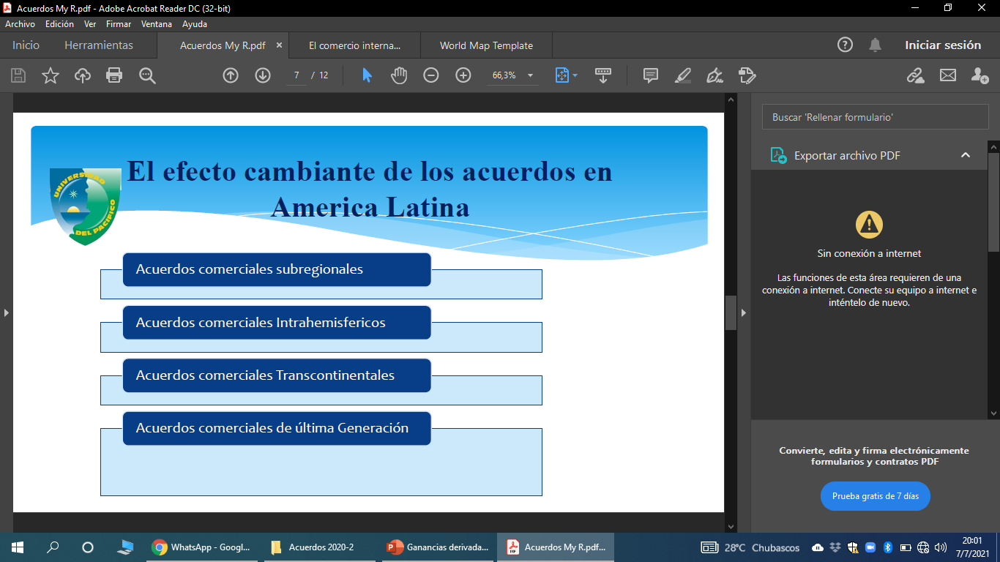 Acuerdos My R.pdf - Adobe Acrobat Reader DC (32-bit)
Archivo Edición Ver Firmar Ventana Ayuda
Inicio Herramientas Acuerdos My R.pdf × El comercio interna... World Map Template Iniciar sesión
7 / 12 66,3%
El efecto cambiante de los acuerdos en
America Latina
UNIVERSIDAD
DEL PACIFICO
Acuerdos comerciales subregionales
Acuerdos comerciales Intrahemisfericos
Acuerdos comerciales Transcontinentales
Acuerdos comerciales de última Generación
Buscar 'Rellenar formulario'
Exportar archivo PDF
Sin conexión a internet
Las funciones de esta área requieren de una
conexión a internet. Conecte su equipo a internet e
inténtelo de nuevo.
Convierte, edita y firma electrónicamente
formularios y contratos PDF
Prueba gratis de 7 días
WhatsApp - Googl... Acuerdos 2020-2 Ganancias derivada... Acuerdos My R.pdf... 28°C Chubascos 20:01
7/7/2021